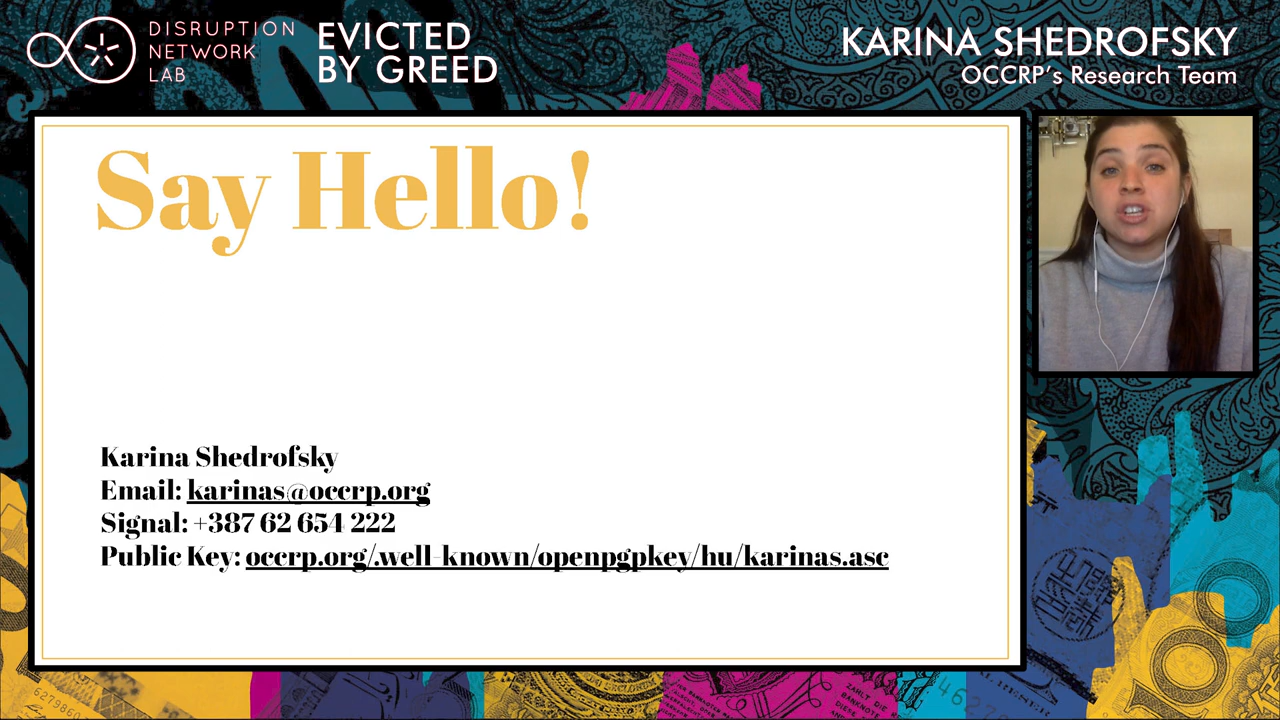 DISRUPTION
NETWORK
LAB
EVICTED
BY GREED
KARINA SHEDROFSKY
OCCRP's Research Team
Say Hello!
Karina Shedrofsky
Email: karinas@occrp.org
Signal: +387 62 654 222
Public Key: occrp.org/.well-known/openpgpkey/hu/karinas.asc